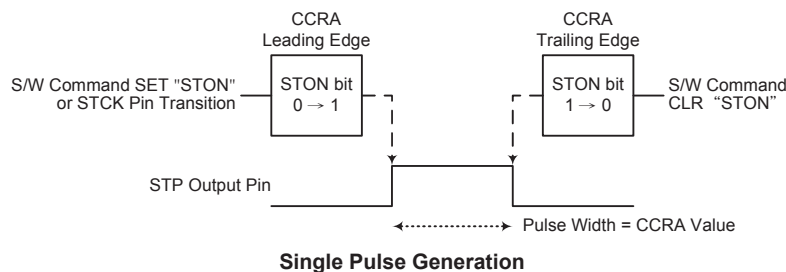 CCRA
Leading Edge
CCRA
Trailing Edge
S/W Command SET "STON"
or STCK Pin Transition
STON bit
0 → 1
STON bit
1 → 0
S/W Command
CLR “STON”
STP Output Pin
Pulse Width = CCRA Value
Single Pulse Generation